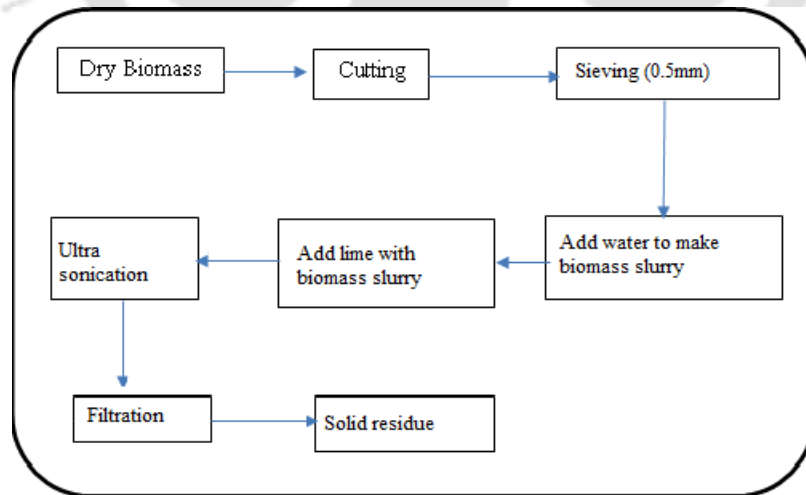 Dry Biomass
Cutting
Sieving (0.5mm)
Add water to make
biomass slurry
Add lime with
biomass slurry
Ultra
sonication
Filtration
Solid residue